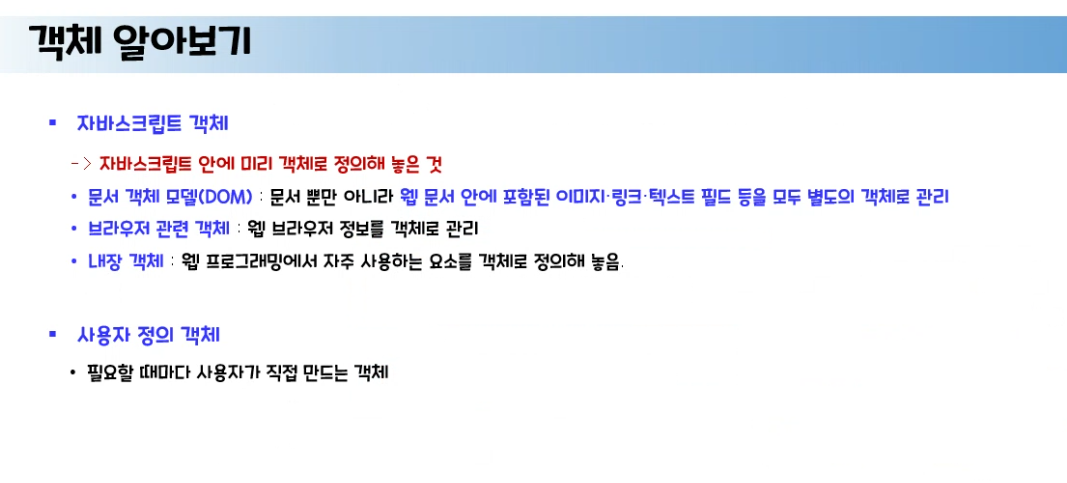 객체 알아보기
▪ 자바스크립트 객체
-> 자바스크립트 안에 미리 객체로 정의해 놓은 것
• 문서 객체 모델(DOM) : 문서 뿐만 아니라 웹 문서 안에 포함된 이미지·링크·텍스트 필드 등을 모두 별도의 객체로 관리
• 브라우저 관련 객체 : 웹 브라우저 정보를 객체로 관리
• 내장 객체 : 웹 프로그래밍에서 자주 사용하는 요소를 객체로 정의해 놓음.
▪ 사용자 정의 객체
• 필요할 때마다 사용자가 직접 만드는 객체